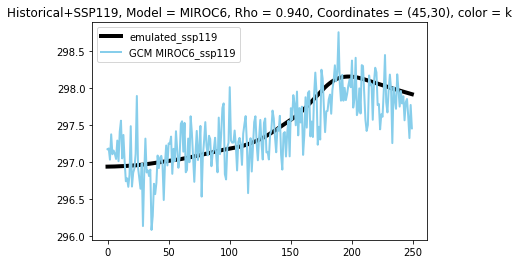 Historical+SSP119, Model = MIROC6, Rho = 0.940, Coordinates = (45,30), color = k
emulated_ssp119
GCM MIROC6_ssp119
298.5
298.0
297.5
297.0
296.5
296.0
0 50 100 150 200 250